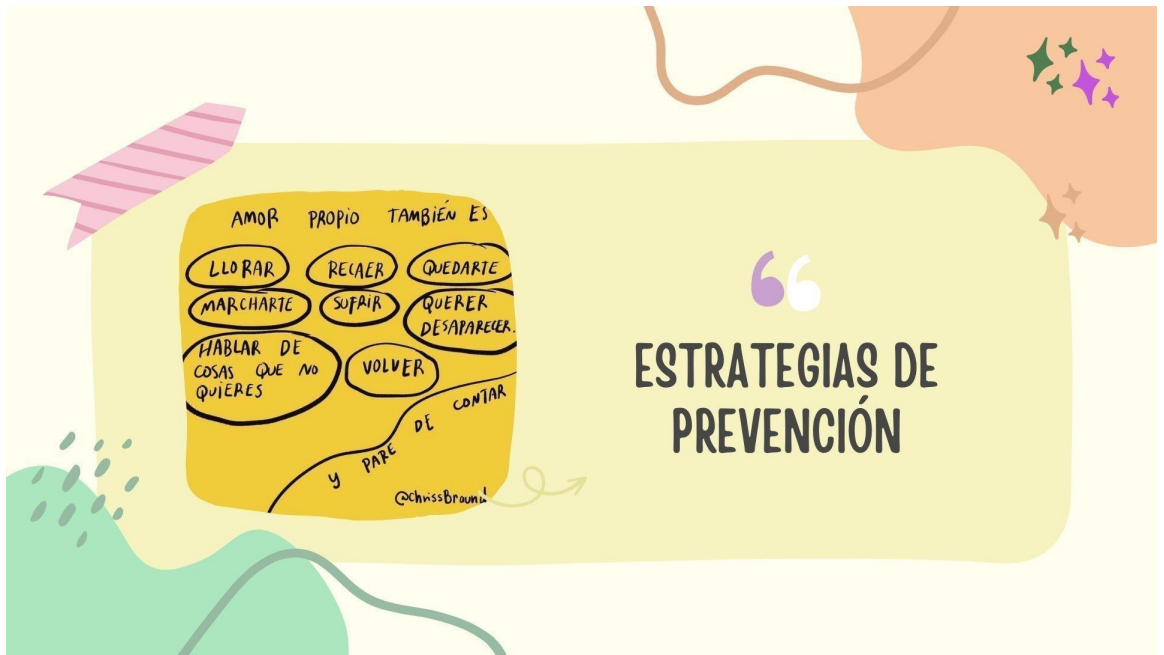 AMOR PROPIO TAMBIÉN ES
LLORAR RECAER QUEDARTE
MARCHARTE SUFRIR QUERER
DESAPARECER.
HABLAR DE
COSAS QUE NO
QUIERES
VOLVER
Y PARE DE CONTAR
@chrissBraund
ESTRATEGIAS DE
PREVENCIÓN